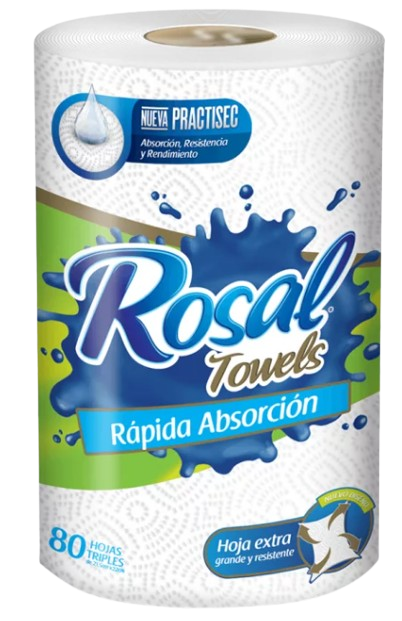 NUEVA PRACTISEC
Absorción, Resistencia
y Rendimiento
Rosal
Towels
Rápida Absorción
80 HOJAS
TRIPLES
Hoja extra
grande y resistente